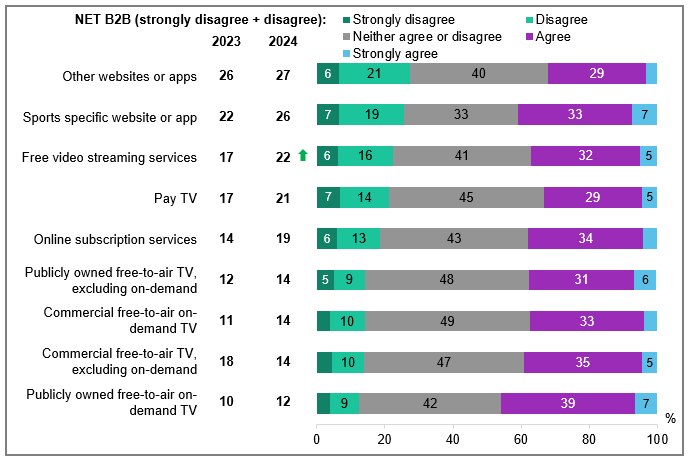 NET B2B (strongly disagree + disagree):
2023 2024
Strongly disagree Disagree
Neither agree or disagree Agree
Strongly agree
Other websites or apps 26 27 6 21 40 29
Sports specific website or app 22 26 7 19 33 33 7
Free video streaming services 17 22 6 16 41 32 5
Pay TV 17 21 7 14 45 29 5
Online subscription services 14 19 6 13 43 34
Publicly owned free-to-air TV,
excluding on-demand 12 14 5 9 48 31 6
Commercial free-to-air on-
demand TV 11 14 10 49 33
Commercial free-to-air TV,
excluding on-demand 18 14 10 47 35 5
Publicly owned free-to-air on-
demand TV 10 12 9 42 39 7
%
0 20 40 60 80 100